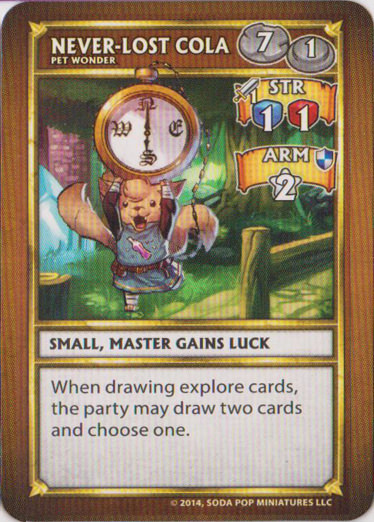 NEVER-LOST COLA
PET WONDER
7 1
STR
1 1
ARM
2
N
W E
S
SMALL, MASTER GAINS LUCK
When drawing explore cards,
the party may draw two cards
and choose one.
© 2014, SODA POP MINIATURES LLC